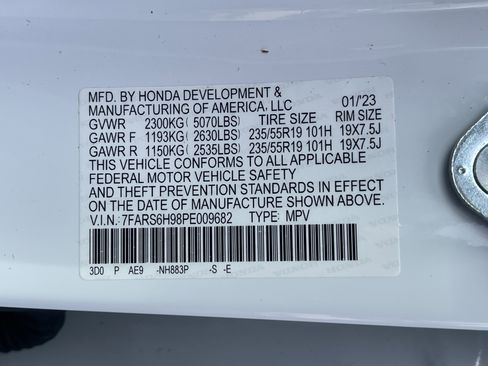 MFD. BY HONDA DEVELOPMENT &
MANUFACTURING OF AMERICA, LLC 01/'23
GVWR 2300KG (5070LBS) TIRE SIZE RIM SIZE
GAWR F 1193KG (2630LBS) 235/55R19 101H 19X7.5J
GAWR R 1150KG (2535LBS) 235/55R19 101H 19X7.5J
THIS VEHICLE CONFORMS TO ALL APPLICABLE
FEDERAL MOTOR VEHICLE SAFETY
AND THEFT PREVENTION STANDARDS IN EFFECT
ON THE DATE OF MANUFACTURE SHOWN ABOVE.
V.I.N.: 7FARS6H98PE009682 TYPE: MPV
3D0 P AE9 -NH883P -S -E